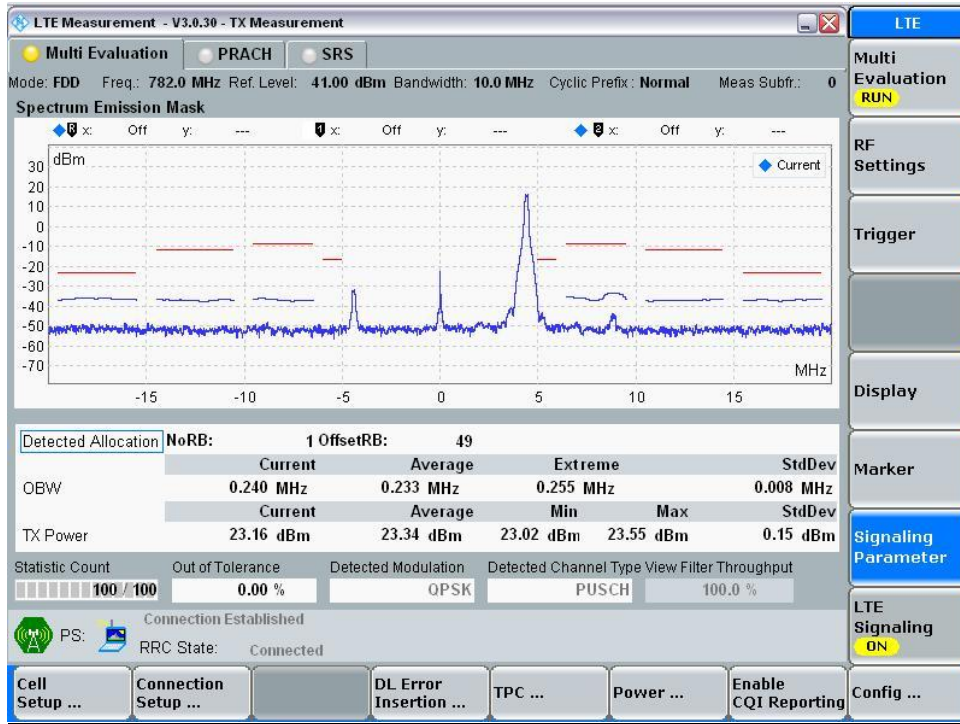 LTE Measurement - V3.0.30 - TX Measurement
LTE
Multi Evaluation PRACH SRS
Multi Evaluation RUN
Mode: FDD Freq.: 782.0 MHz Ref. Level: 41.00 dBm Bandwidth: 10.0 MHz Cyclic Prefix: Normal Meas Subfr.: 0
Spectrum Emission Mask
R x: Off y: --- 1 x: Off y: --- 2 x: Off y: ---
dBm
Current
30
20
10
0
-10
-20
-30
-40
-50
-60
-70
MHz
-15 -10 -5 0 5 10 15
RF Settings
Trigger
Display
Marker
Signaling Parameter
LTE Signaling ON
Detected Allocation NoRB: 1 OffsetRB: 49
Current Average Extreme StdDev
OBW 0.240 MHz 0.233 MHz 0.255 MHz 0.008 MHz
Current Average Min Max StdDev
TX Power 23.16 dBm 23.34 dBm 23.02 dBm 23.55 dBm 0.15 dBm
Statistic Count Out of Tolerance Detected Modulation Detected Channel Type View Filter Throughput
100 / 100 0.00 % QPSK PUSCH 100.0 %
PS: Connection Established
RRC State: Connected
Cell Setup ...
Connection Setup ...
DL Error Insertion ...
TPC ...
Power ...
Enable CQI Reporting
Config ...